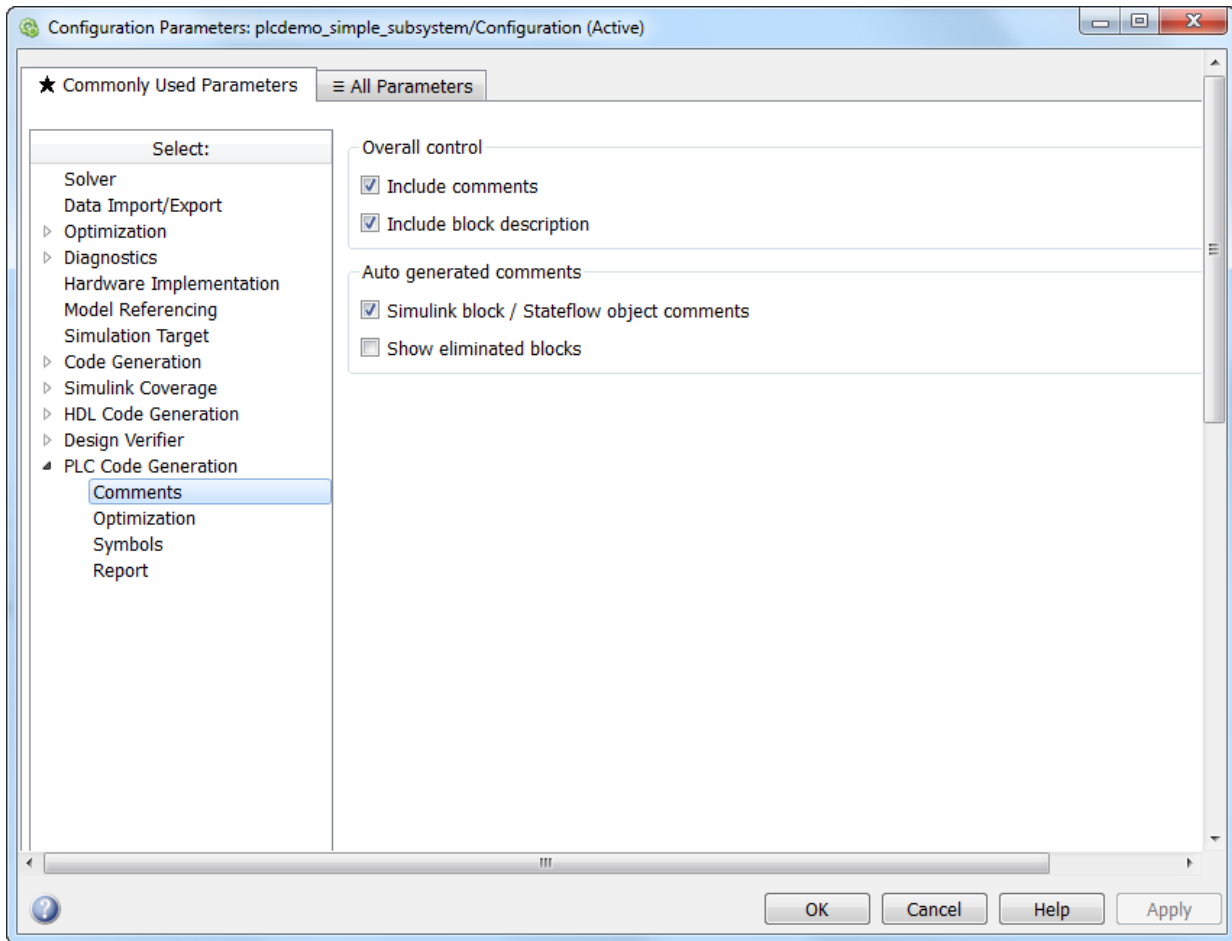 Configuration Parameters: plcdemo_simple_subsystem/Configuration (Active)
★ Commonly Used Parameters
≡ All Parameters
Select:
Solver
Data Import/Export
Optimization
Diagnostics
Hardware Implementation
Model Referencing
Simulation Target
Code Generation
Simulink Coverage
HDL Code Generation
Design Verifier
PLC Code Generation
Comments
Optimization
Symbols
Report
Overall control
Include comments
Include block description
Auto generated comments
Simulink block / Stateflow object comments
Show eliminated blocks
OK
Cancel
Help
Apply